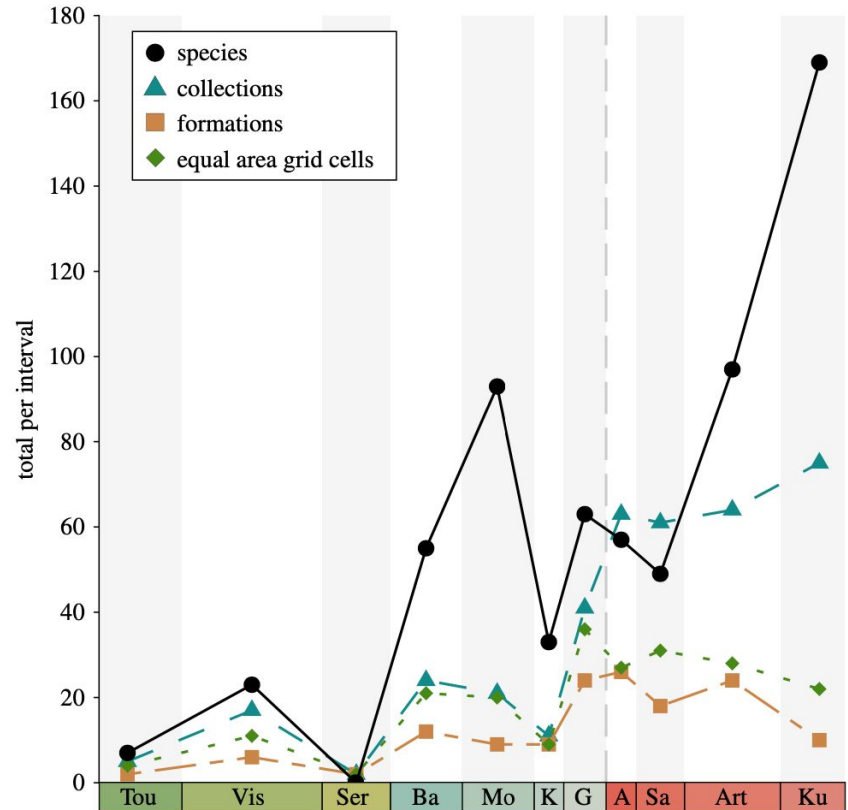 180
160
140
120
100
80
60
40
20
0
total per interval
species
collections
formations
equal area grid cells
Tou Vis Ser Ba Mo K G A Sa Art Ku